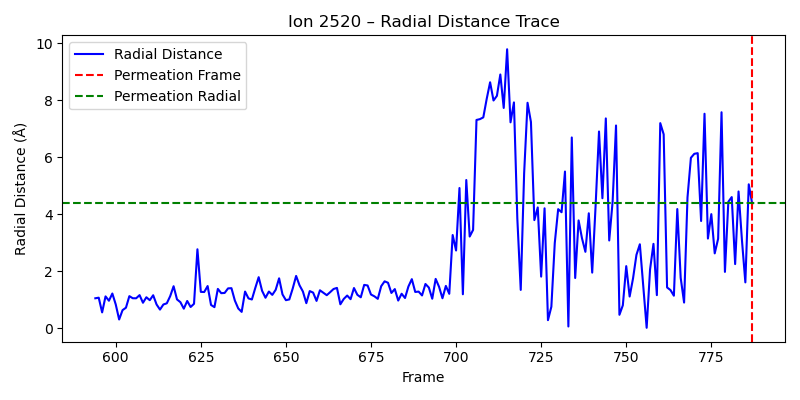 Ion 2520 – Radial Distance Trace
Radial Distance
Permeation Frame
Permeation Radial
Radial Distance (Å)
10
8
6
4
2
0
600
625
650
675
700
725
750
775
Frame